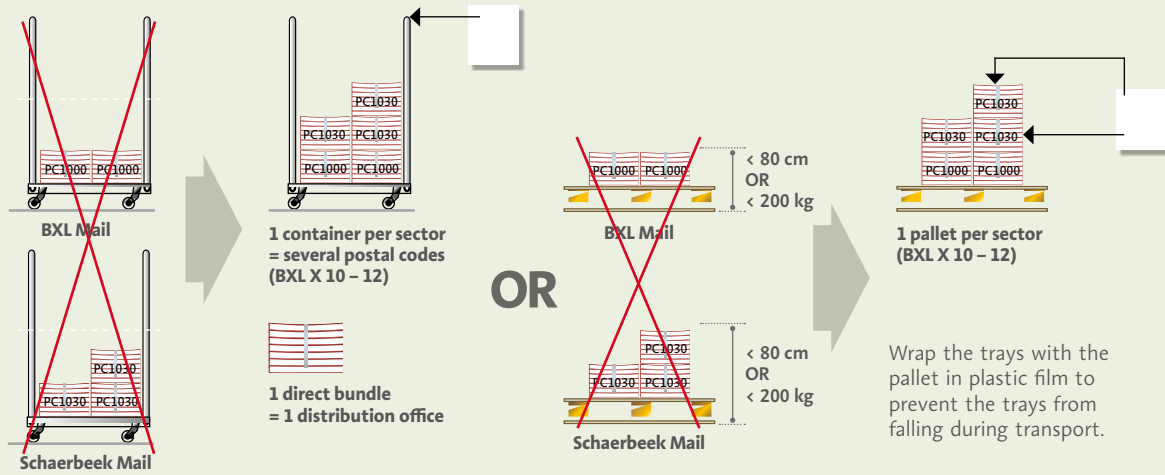 PC1000 PC1000
BXL Mail
PC1030
PC1030 PC1030
Schaerbeek Mail
PC1030
PC1030 PC1030
PC1000 PC1000
1 container per sector
= several postal codes
(BXL X 10 – 12)
1 direct bundle
= 1 distribution office
OR
PC1000 PC1000
< 80 cm
OR
< 200 kg
BXL Mail
PC1030
PC1030 PC1030
< 80 cm
OR
< 200 kg
Schaerbeek Mail
PC1030
PC1030 PC1030
PC1000 PC1000
1 pallet per sector
(BXL X 10 – 12)
Wrap the trays with the
pallet in plastic film to
prevent the trays from
falling during transport.